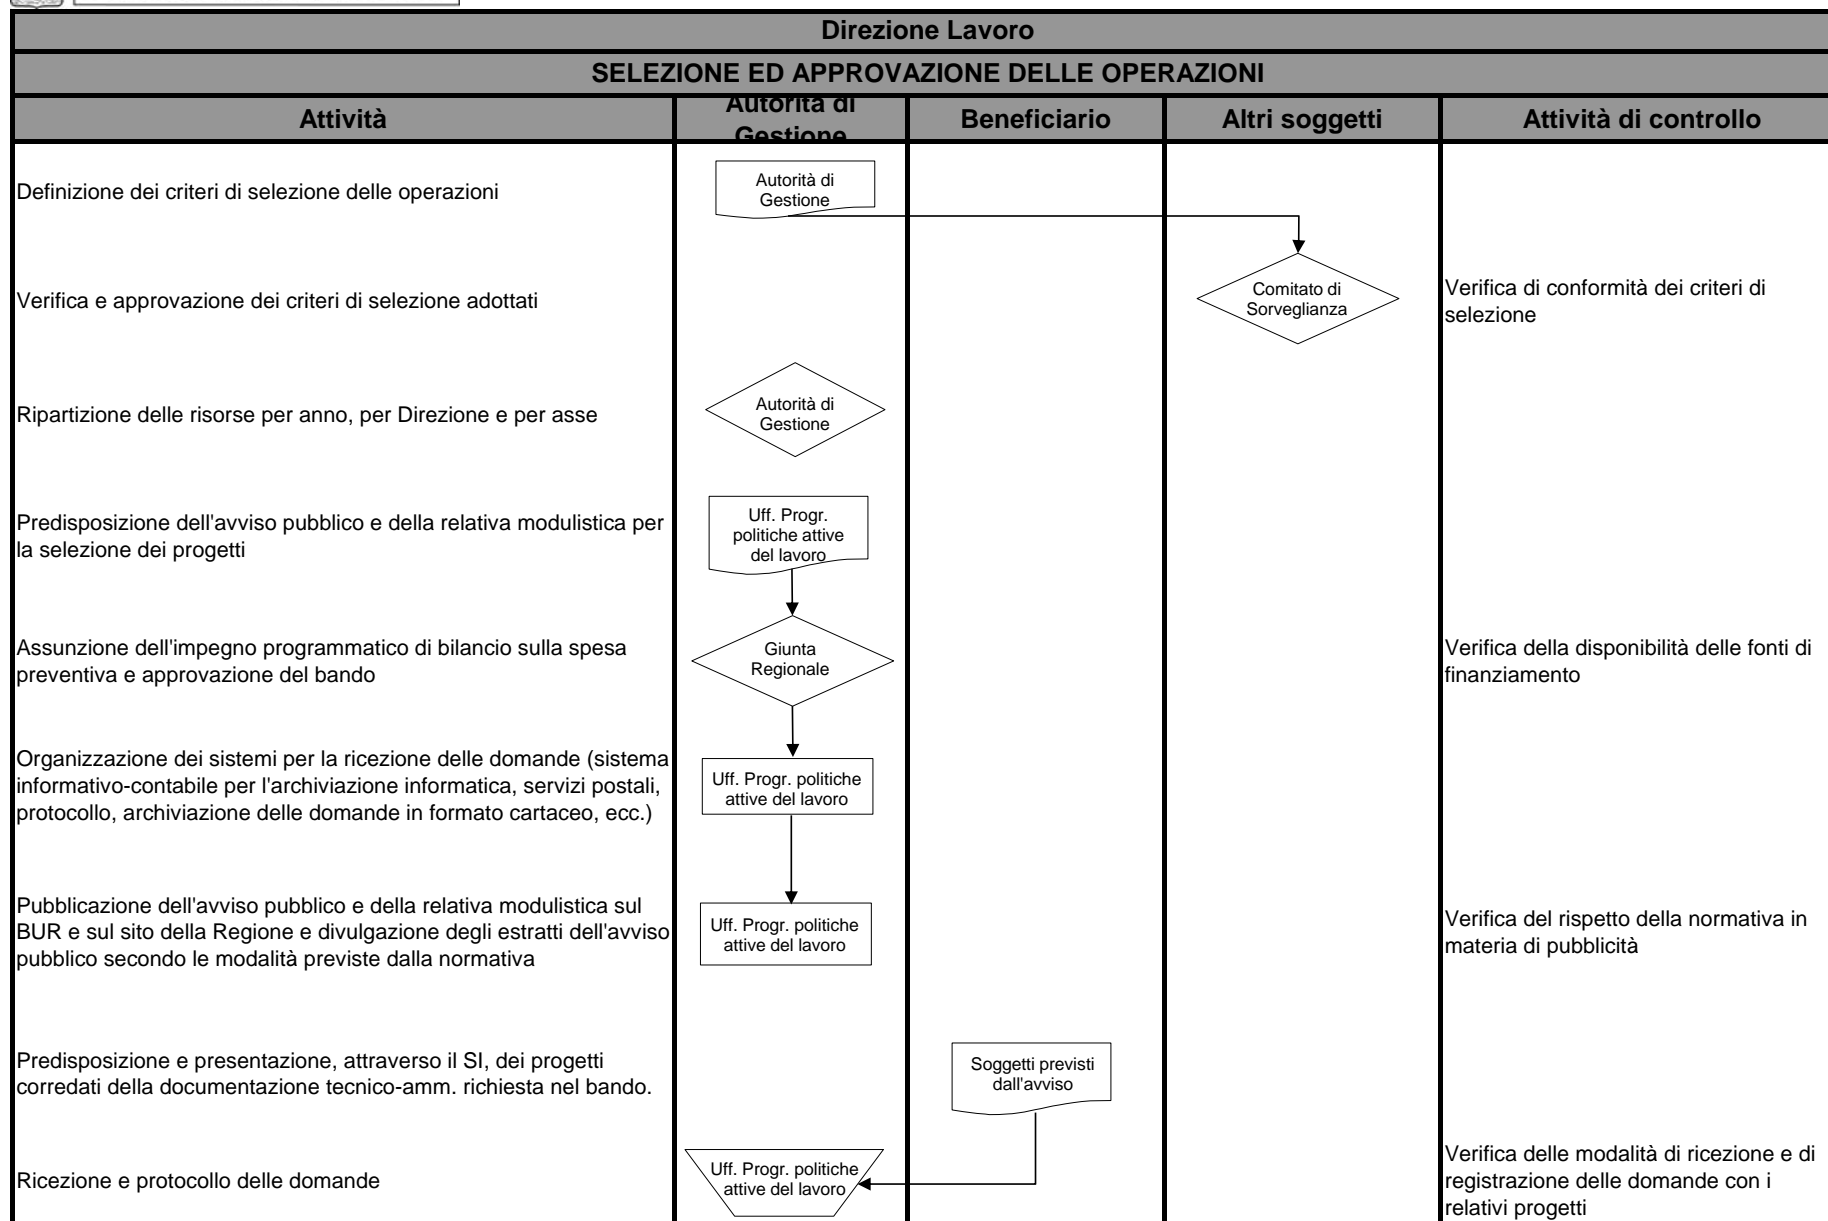 Direzione Lavoro
SELEZIONE ED APPROVAZIONE DELLE OPERAZIONI
Attività
Autorità di
Gestione
Beneficiario
Altri soggetti
Attività di controllo
Definizione dei criteri di selezione delle operazioni
Autorità di
Gestione
Verifica e approvazione dei criteri di selezione adottati
Comitato di
Sorveglianza
Verifica di conformità dei criteri di
selezione
Ripartizione delle risorse per anno, per Direzione e per asse
Autorità di
Gestione
Predisposizione dell'avviso pubblico e della relativa modulistica per
la selezione dei progetti
Uff. Progr.
politiche attive
del lavoro
Assunzione dell'impegno programmatico di bilancio sulla spesa
preventiva e approvazione del bando
Giunta
Regionale
Verifica della disponibilità delle fonti di
finanziamento
Organizzazione dei sistemi per la ricezione delle domande (sistema
informativo-contabile per l'archiviazione informatica, servizi postali,
protocollo, archiviazione delle domande in formato cartaceo, ecc.)
Uff. Progr. politiche
attive del lavoro
Pubblicazione dell'avviso pubblico e della relativa modulistica sul
BUR e sul sito della Regione e divulgazione degli estratti dell'avviso
pubblico secondo le modalità previste dalla normativa
Uff. Progr. politiche
attive del lavoro
Verifica del rispetto della normativa in
materia di pubblicità
Predisposizione e presentazione, attraverso il SI, dei progetti
corredati della documentazione tecnico-amm. richiesta nel bando.
Soggetti previsti
dall'avviso
Ricezione e protocollo delle domande
Uff. Progr. politiche
attive del lavoro
Verifica delle modalità di ricezione e di
registrazione delle domande con i
relativi progetti